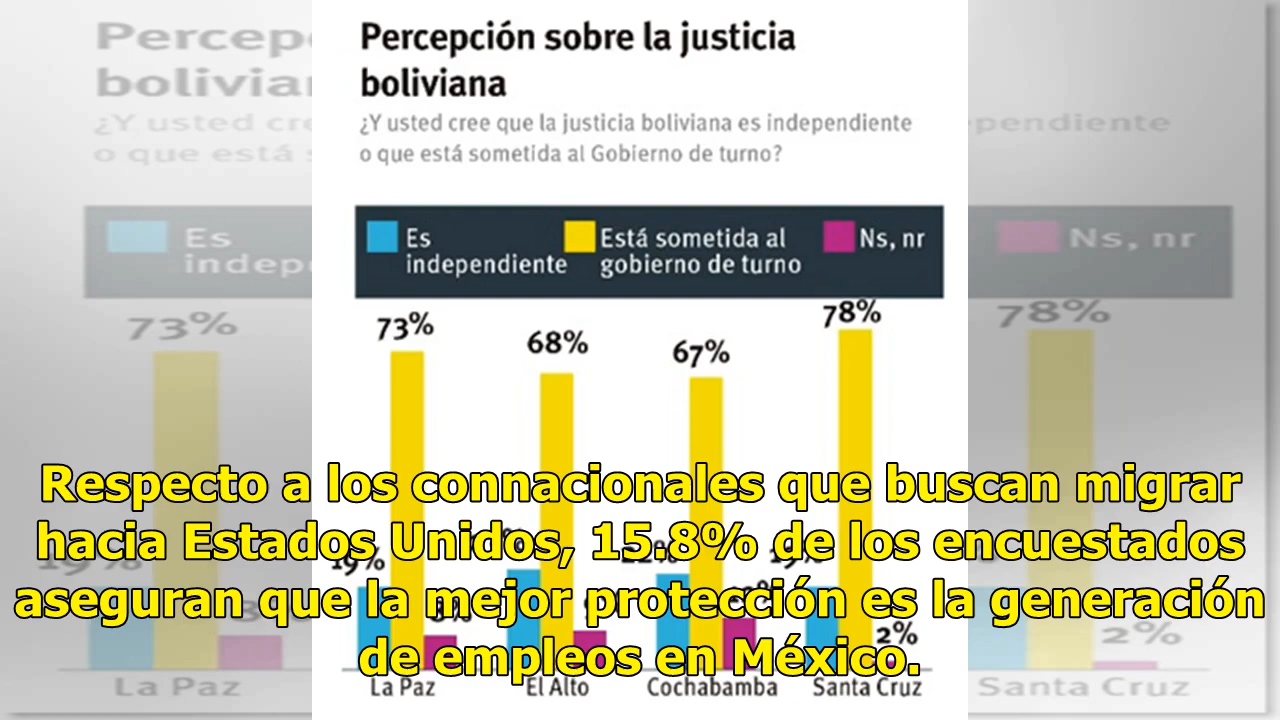 Percepción sobre la justicia
boliviana
¿Y usted cree que la justicia boliviana es independiente
o que está sometida al Gobierno de turno?
Es
independiente
Está sometida al
gobierno de turno
Ns, nr
73%
68%
67%
78%
Respecto a los connacionales que buscan migrar
hacia Estados Unidos, 15.8% de los encuestados
aseguran que la mejor protección es la generación
de empleos en México.
19%
2%
La Paz
El Alto
Cochabamba
Santa Cruz